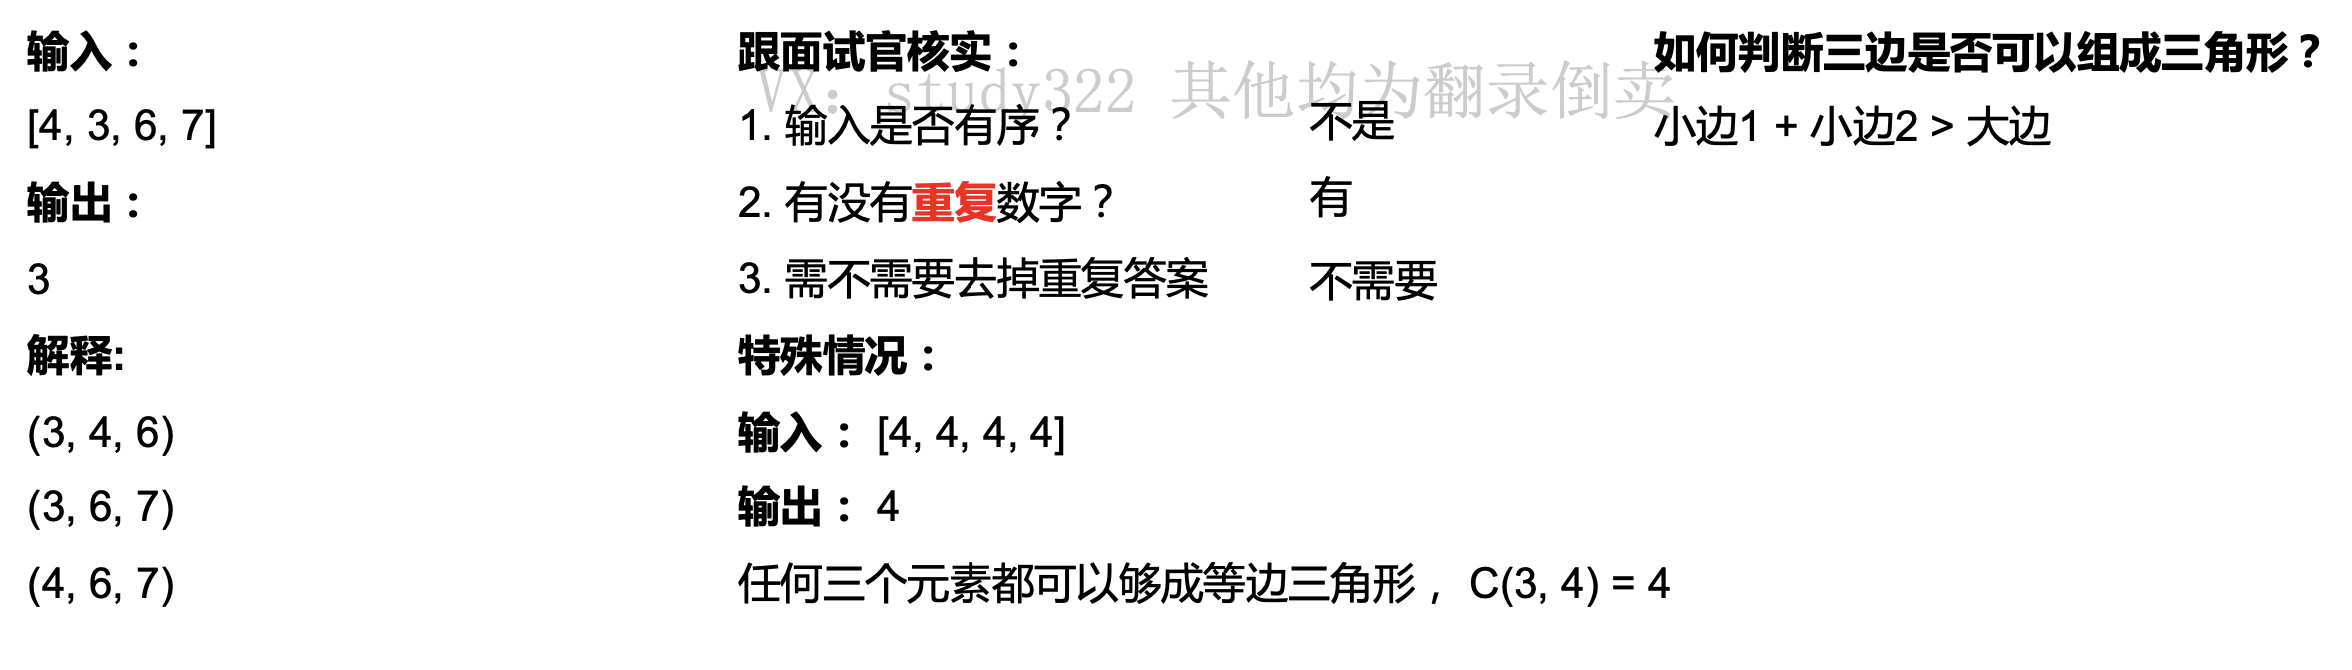 输入：
[4, 3, 6, 7]
输出：
3
解释:
(3, 4, 6)
(3, 6, 7)
(4, 6, 7)
跟面试官核实：
VX: study322 其他均为翻录倒卖
1. 输入是否有序？ 不是
2. 有没有重复数字？ 有
3. 需不需要去掉重复答案 不需要
特殊情况：
输入： [4, 4, 4, 4]
输出： 4
任何三个元素都可以够成等边三角形， C(3, 4) = 4
如何判断三边是否可以组成三角形？
小边1 + 小边2 > 大边